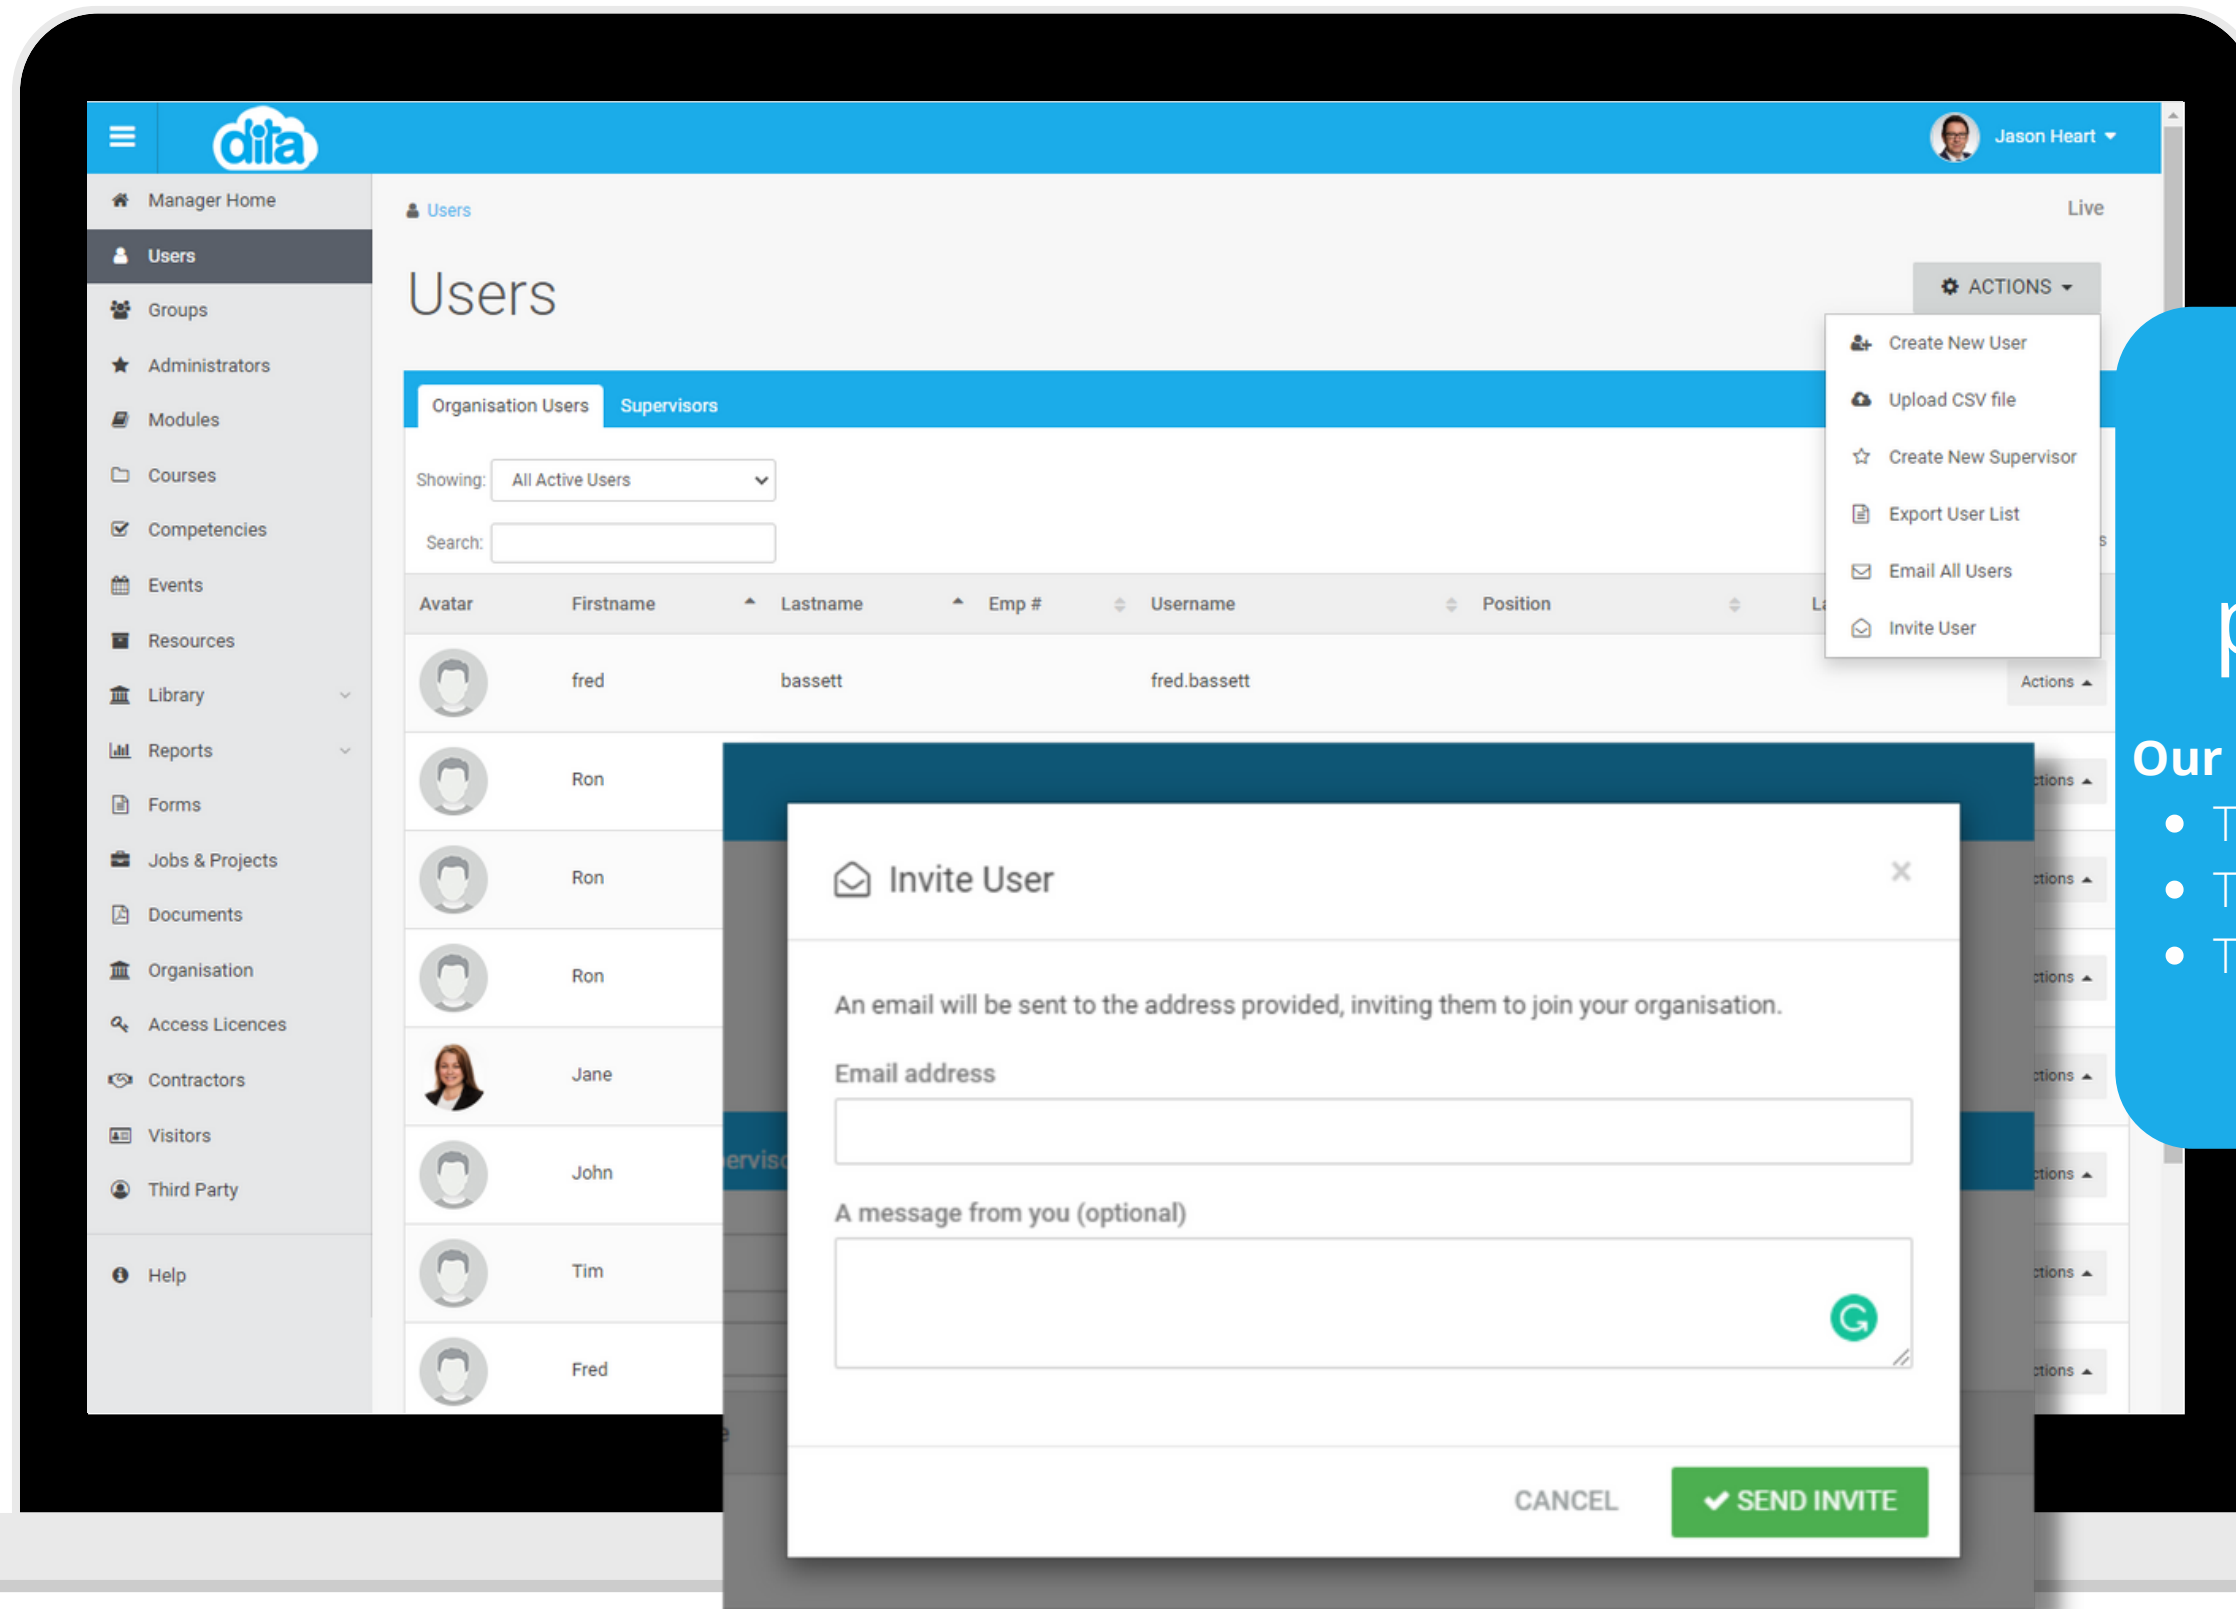 dita
Jason Heart
Manager Home
Users
Groups
Administrators
Modules
Courses
Competencies
Events
Resources
Library
Reports
Forms
Jobs & Projects
Documents
Organisation
Access Licences
Contractors
Visitors
Third Party
Help
Users
Live
Users
ACTIONS
Create New User
Upload CSV file
Create New Supervisor
Export User List
Email All Users
Invite User
Organisation Users Supervisors
Showing: All Active Users
Search:
Avatar Firstname Lastname Emp # Username Position
fred bassett fred.bassett Actions
Ron
Ron
Ron
Jane
John
Tim
Fred
Invite User
An email will be sent to the address provided, inviting them to join your organisation.
Email address
A message from you (optional)
CANCEL SEND INVITE
Our